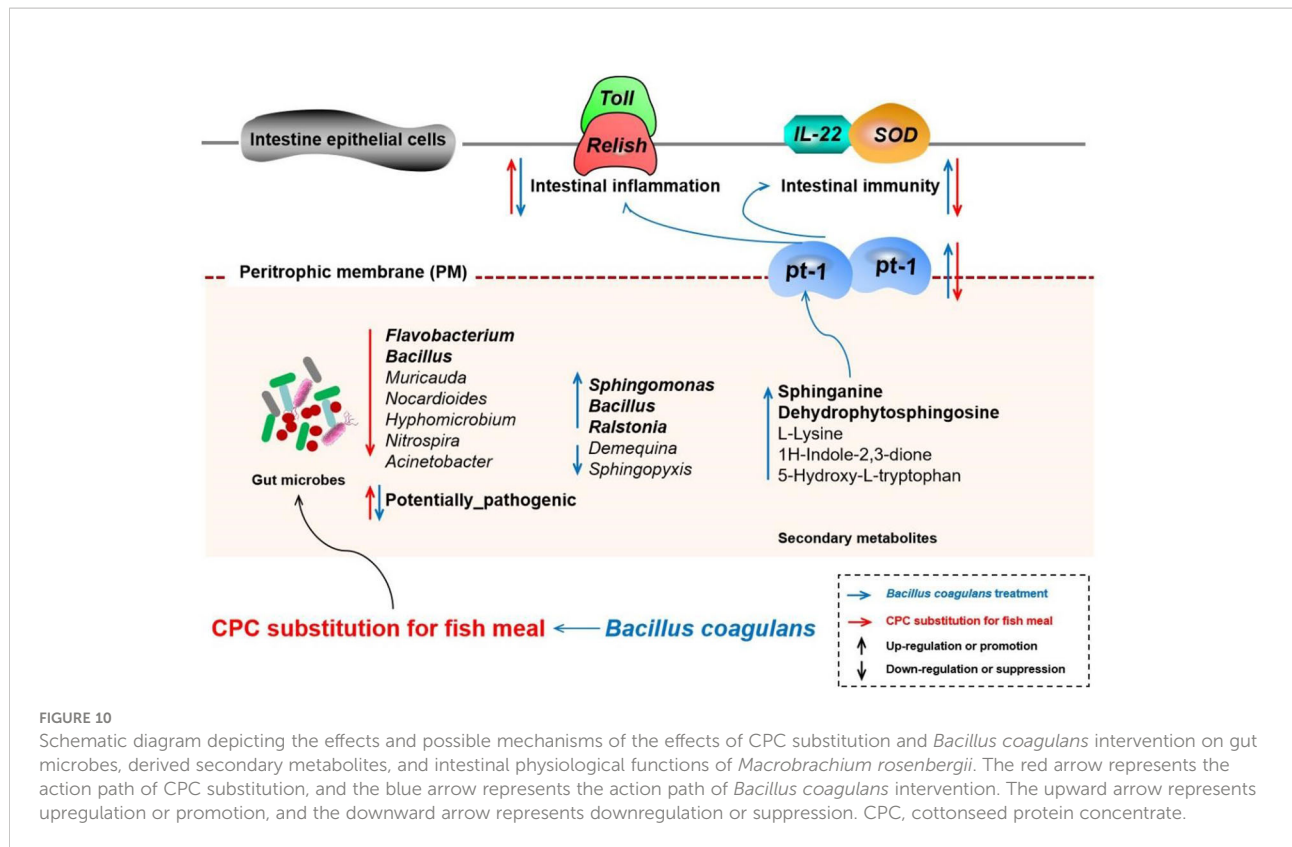 Toll
Relish
Intestine epithelial cells
IL-22
SOD
Intestinal inflammation
Intestinal immunity
Peritrophic membrane (PM)
pt-1
pt-1
Flavobacterium
Bacillus
Muricauda
Nocardioides
Hyphomicrobium
Nitrospira
Acinetobacter
Sphingomonas
Bacillus
Ralstonia
Demequina
Sphingopyxis
Sphinganine
Dehydrophytosphingosine
L-Lysine
1H-Indole-2,3-dione
5-Hydroxy-L-tryptophan
Gut microbes
Potentially_pathogenic
Secondary metabolites
CPC substitution for fish meal
Bacillus coagulans
Bacillus coagulans treatment
CPC substitution for fish meal
Up-regulation or promotion
Down-regulation or suppression
FIGURE 10
Schematic diagram depicting the effects and possible mechanisms of the effects of CPC substitution and Bacillus coagulans intervention on gut
microbes, derived secondary metabolites, and intestinal physiological functions of Macrobrachium rosenbergii. The red arrow represents the
action path of CPC substitution, and the blue arrow represents the action path of Bacillus coagulans intervention. The upward arrow represents
upregulation or promotion, and the downward arrow represents downregulation or suppression. CPC, cottonseed protein concentrate.